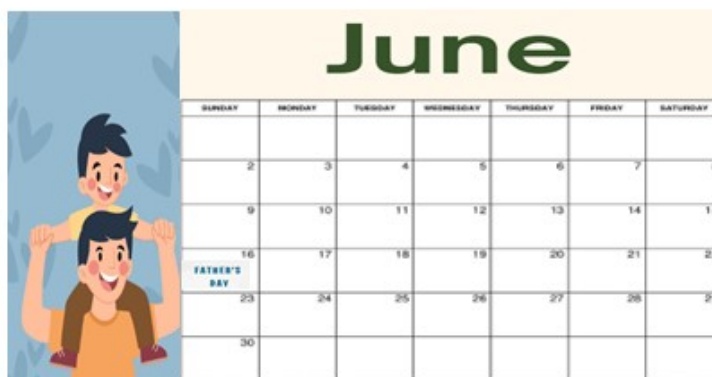 June
SUNDAY MONDAY TUESDAY WEDNESDAY THURSDAY FRIDAY SATURDAY
2 3 4 5 6 7
9 10 11 12 13 14
16 17 18 19 20 21
FATHER'S
DAY
23 24 25 26 27 28
30